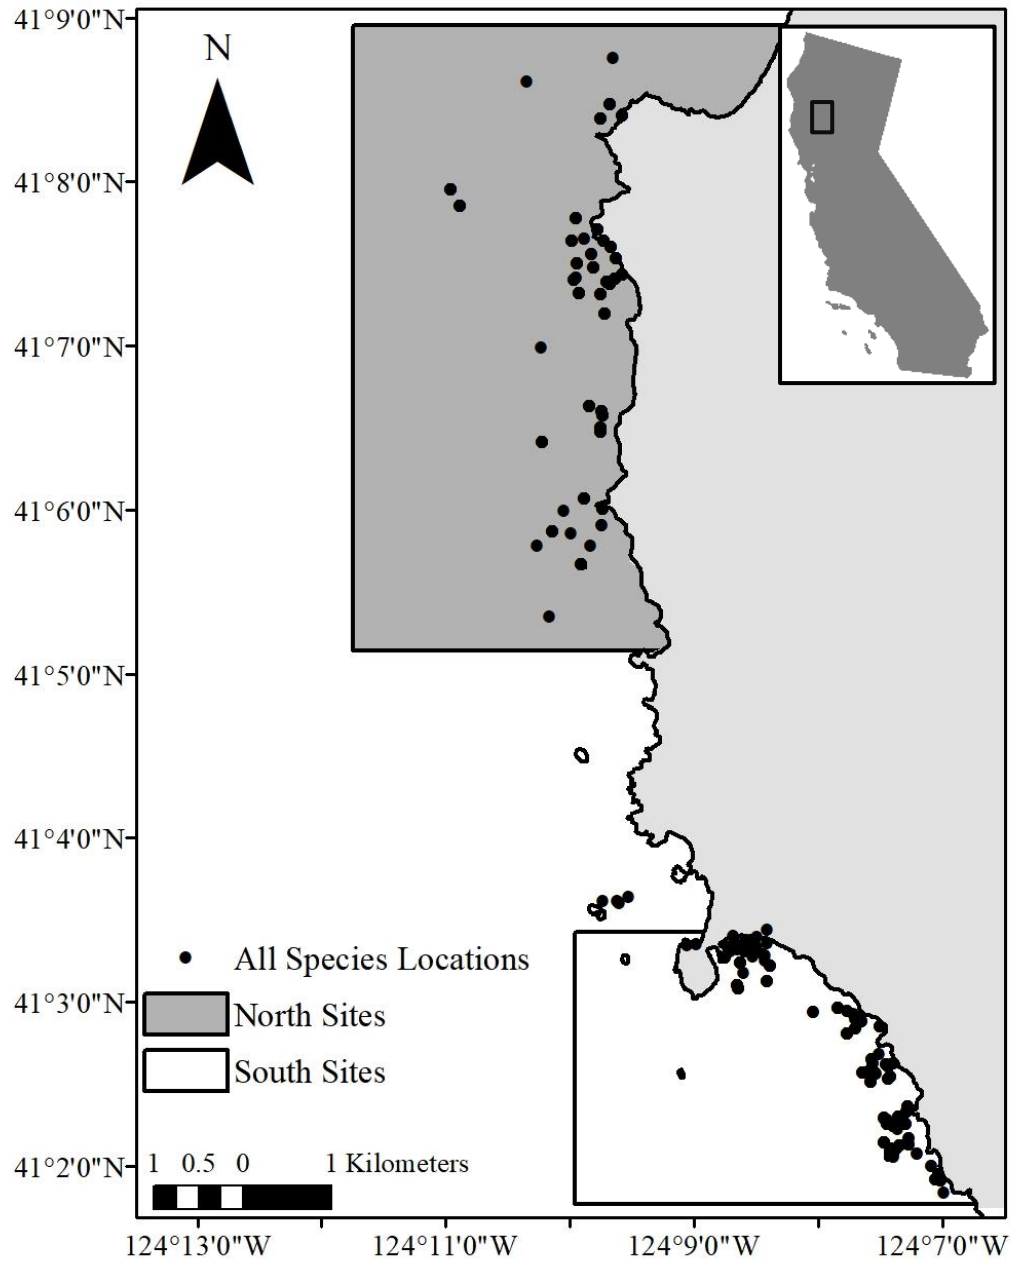 41°9'0"N
N
41°8'0"N
41°7'0"N
41°6'0"N
41°5'0"N
41°4'0"N
All Species Locations
41°3'0"N
North Sites
South Sites
1 0.5 0 1 Kilometers
41°2'0"N
124°13'0"W 124°11'0"W 124°9'0"W 124°7'0"W